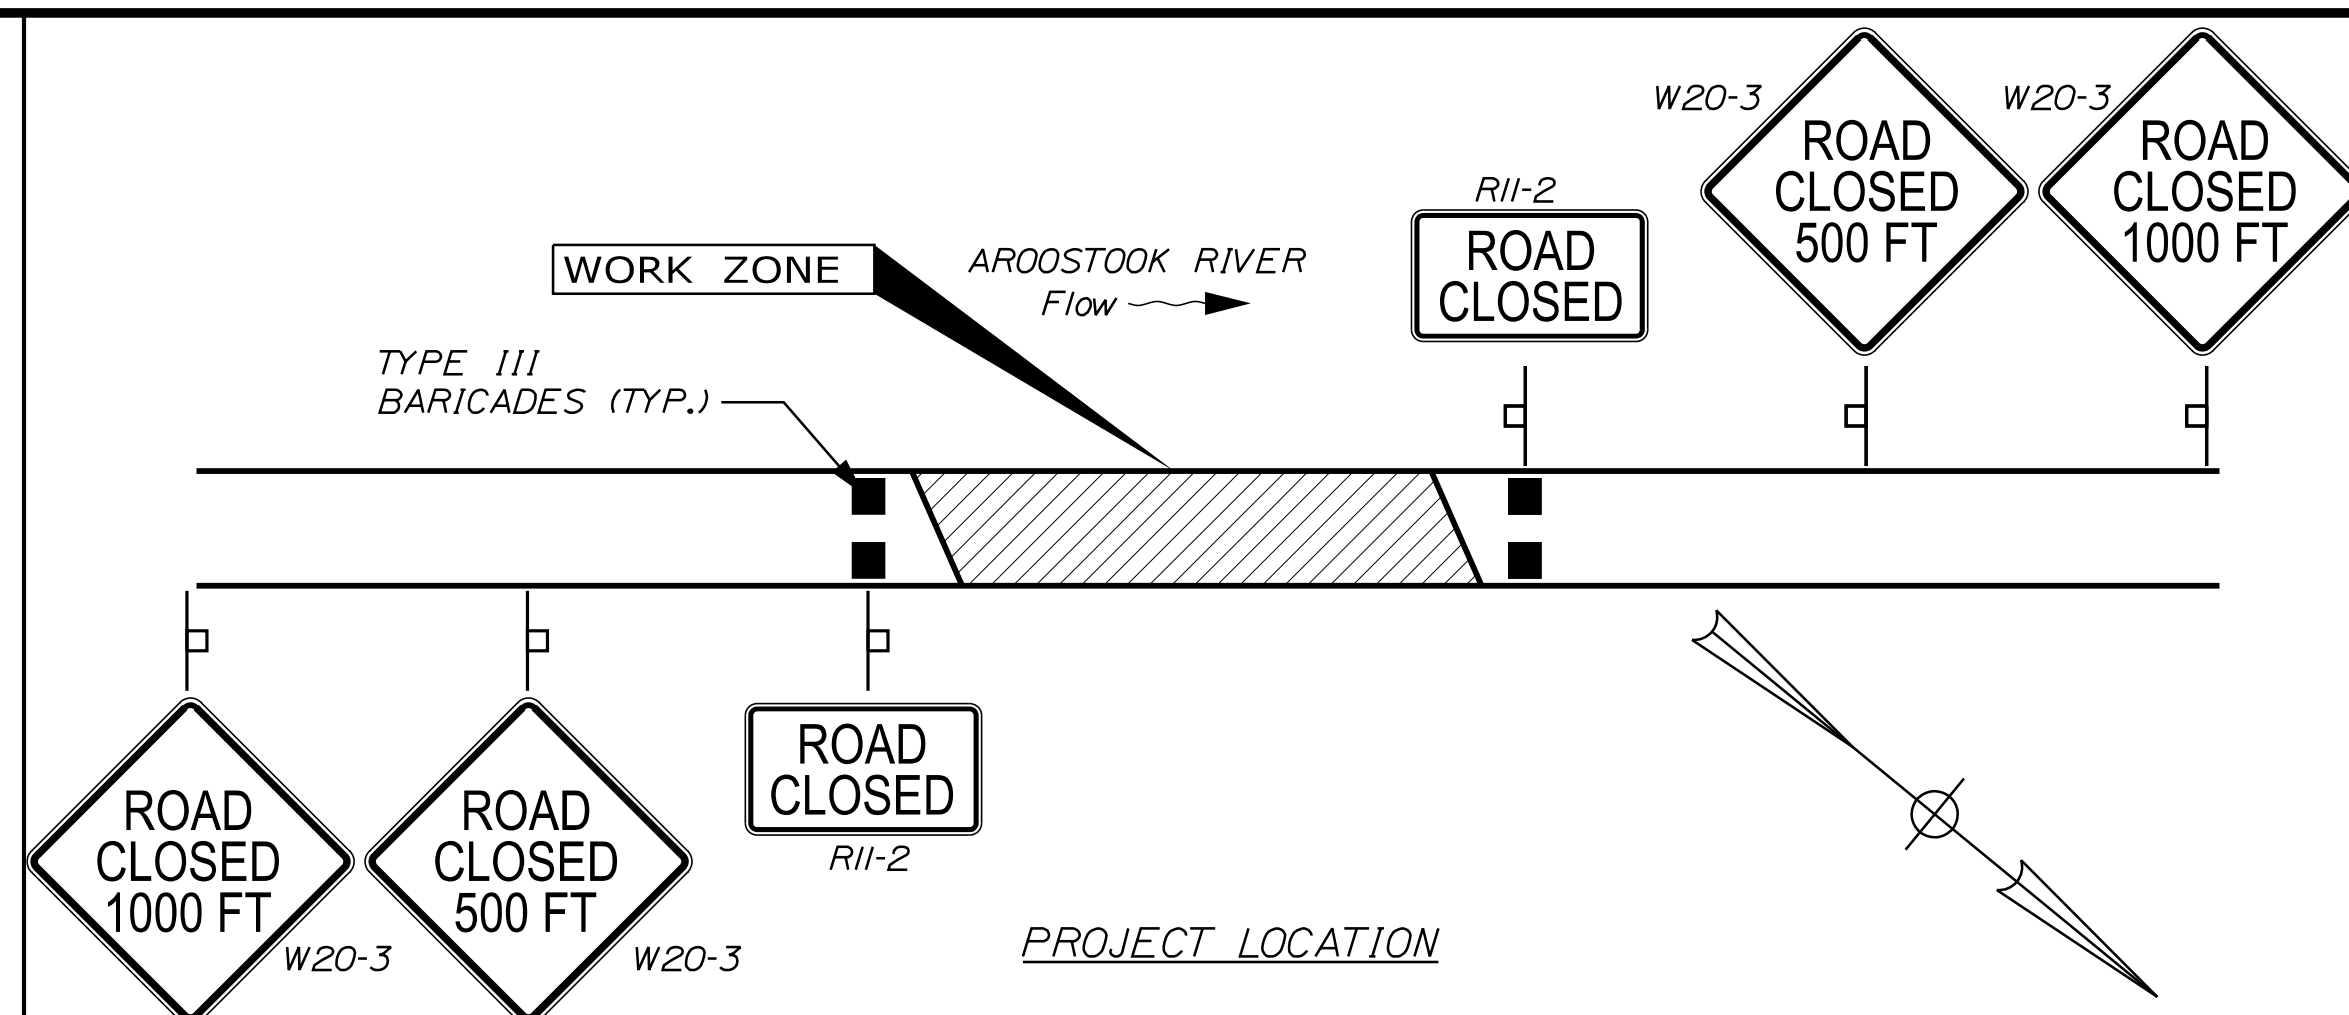 W20-3
ROAD
CLOSED
500 FT
W20-3
ROAD
CLOSED
1000 FT
R11-2
ROAD
CLOSED
WORK ZONE
AROOSTOOK RIVER
Flow
TYPE III
BARICADES (TYP.)
ROAD
CLOSED
1000 FT
W20-3
ROAD
CLOSED
500 FT
W20-3
ROAD
CLOSED
R11-2
PROJECT LOCATION